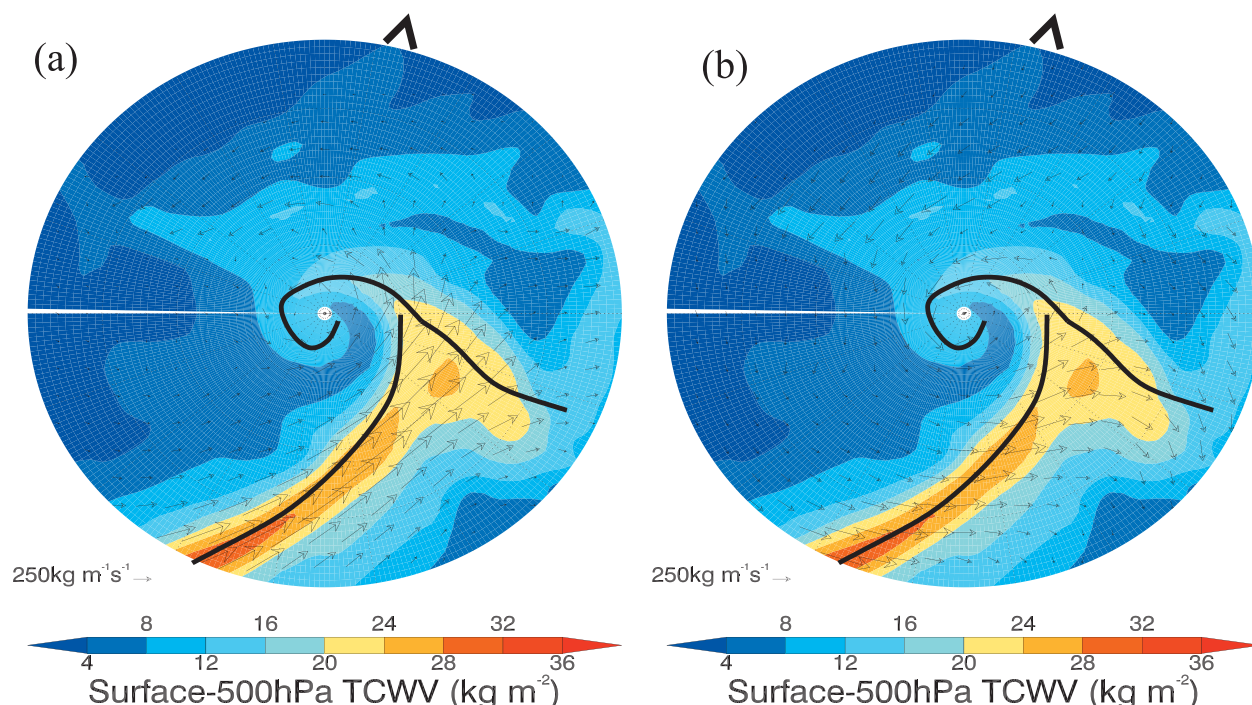 (a)
(b)
250kg m⁻¹s⁻¹
250kg m⁻¹s⁻¹
8 16 24 32
4 12 20 28 36
Surface-500hPa TCWV (kg m⁻²)
8 16 24 32
4 12 20 28 36
Surface-500hPa TCWV (kg m⁻²)